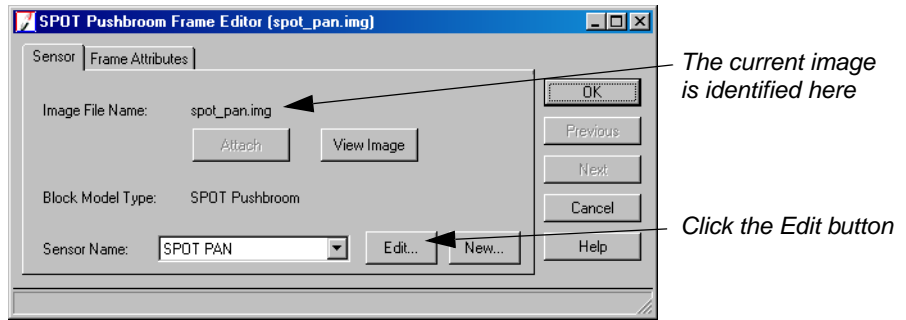 SPOT Pushbroom Frame Editor (spot_pan.img)
Sensor Frame Attributes
The current image
is identified here
OK
Image File Name: spot_pan.img
Attach View Image
Previous
Next
Block Model Type: SPOT Pushbroom
Cancel
Click the Edit button
Sensor Name: SPOT PAN Edit... New...
Help